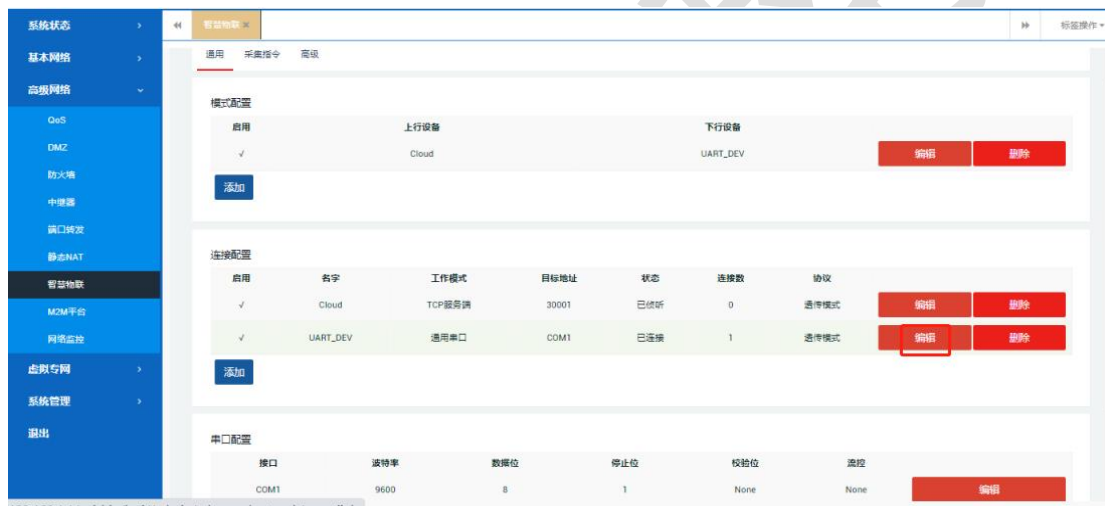 系统状态
基本网络
高级网络
QoS
DMZ
防火墙
中继器
端口转发
静态NAT
智慧物联
M2M平台
网络监控
虚拟专网
系统管理
退出
智慧物联 ×
标签操作
通用 采集指令 高级
模式配置
启用 上行设备 下行设备
√ Cloud UART_DEV 编辑 删除
添加
连接配置
启用 名字 工作模式 目标地址 状态 连接数 协议
√ Cloud TCP服务端 30001 已侦听 0 透传模式 编辑 删除
√ UART_DEV 通用串口 COM1 已连接 1 透传模式 编辑 删除
添加
串口配置
接口 波特率 数据位 停止位 校验位 流控
COM1 9600 8 1 None None 编辑